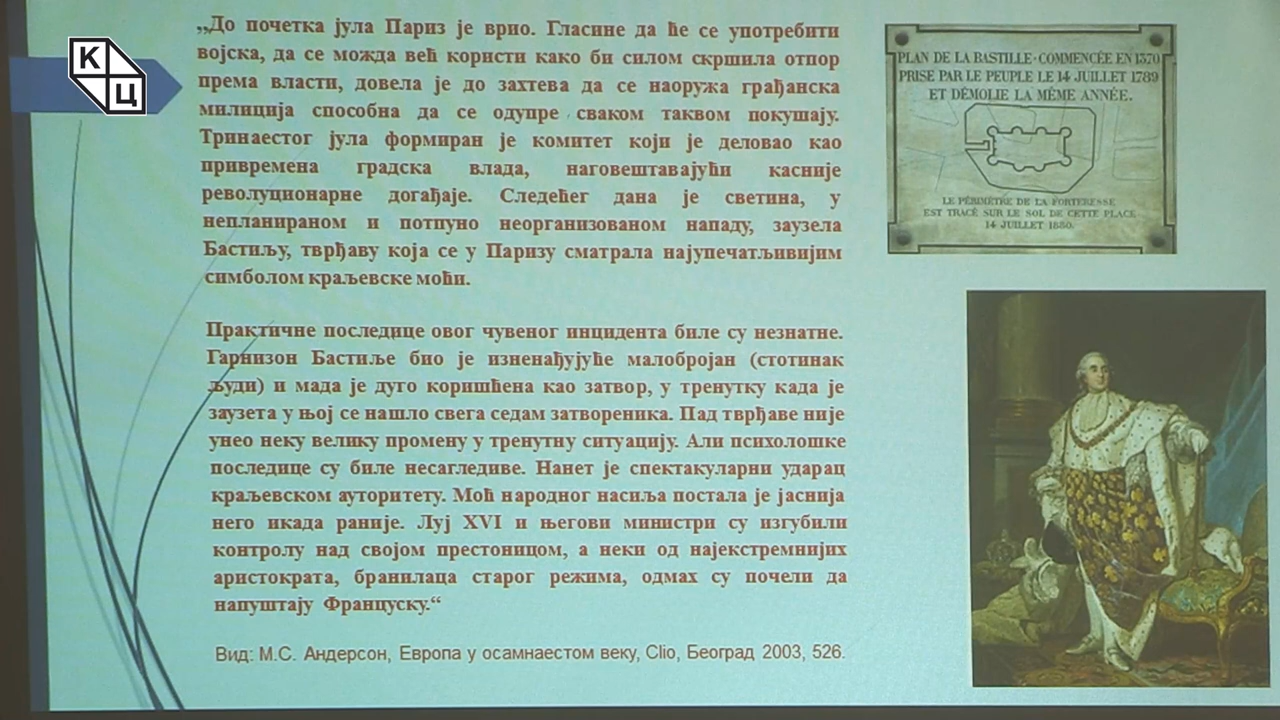 К
Ц
„До почетка јула Париз је врио. Гласине да ће се употребити
војска, да се можда већ користи како би силом скршила отпор
према власти, довела је до захтева да се наоружа грађанска
милиција способна да се одупре сваком таквом покушају.
Тринаестог јула формиран је комитет који је деловао као
привремена градска влада, наговештавајући касније
револуционарне догађаје. Следећег дана је светина, у
непланираном и потпуно неорганизованом нападу, заузела
Бастиљу, тврђаву која се у Паризу сматрала најупечатљивијим
симболом краљевске моћи.
Практичне последице овог чувеног инцидента биле су незнатне.
Гарнизон Бастиље био је изненађујуће малобројан (стотинак
људи) и мада је дуго коришћена као затвор, у тренутку када је
заузета у њој се нашло свега седам затвореника. Пад тврђаве није
унео неку велику промену у тренутну ситуацију. Али психолошке
последице су биле несагледиве. Нанет је спектакуларни ударац
краљевском ауторитету. Моћ народног насиља постала је јаснија
него икада раније. Луј XVI и његови министри су изгубили
контролу над својом престоницом, а неки од најекстремнијих
аристократа, бранилаца старог режима, одмах су почели да
напуштају Француску.“
Вид: М.С. Андерсон, Европа у осамнаестом веку, Clio, Београд 2003, 526.
PLAN DE LA BASTILLE · COMMENCÉE EN 1370
PRISE PAR LE PEUPLE LE 14 JUILLET 1789
ET DÉMOLIE LA MÊME ANNÉE.
LE PÉRIMÈTRE DE LA FORTERESSE
EST TRACÉ SUR LE SOL DE CETTE PLACE
14 JUILLET 1880.